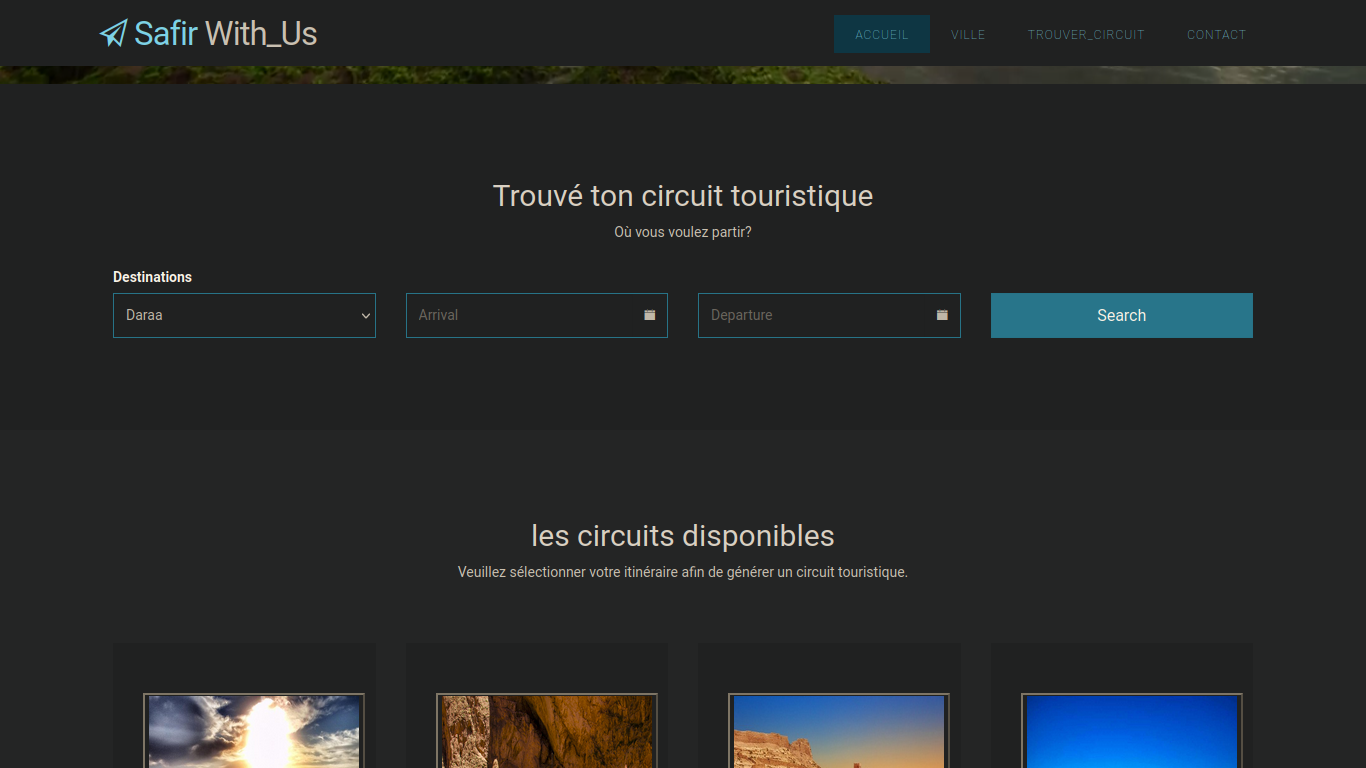 Safir With_Us
ACCUEIL
VILLE
TROUVER_CIRCUIT
CONTACT
Trouvé ton circuit touristique
Où vous voulez partir?
Destinations
Daraa
Arrival
Departure
Search
les circuits disponibles
Veuillez sélectionner votre itinéraire afin de générer un circuit touristique.